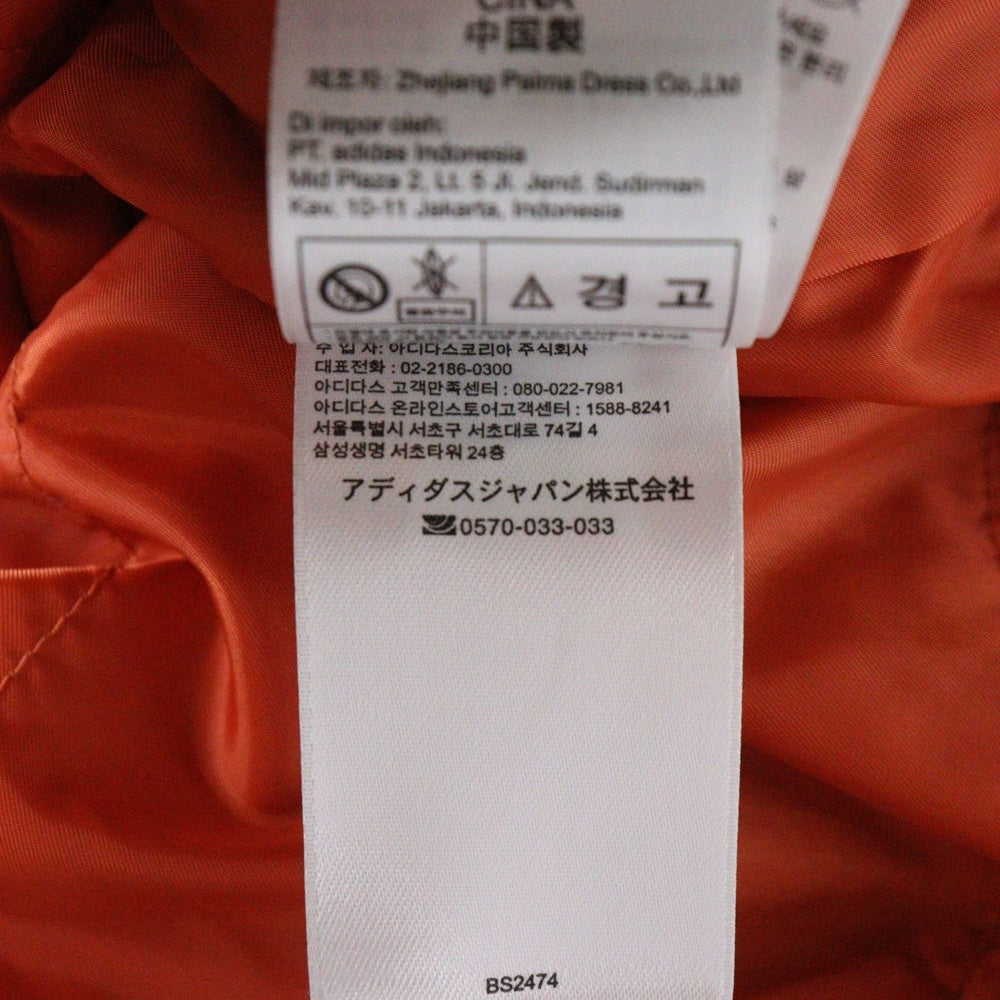 CINA
中国製
제조자: Zhejiang Palma Dress Co.,Ltd
Di impor oleh:
PT. adidas Indonesia
Mid Plaza 2, Lt. 5 Jl. Jend. Sudirman
Kav. 10-11 Jakarta, Indonesia
경 고
수 입 자: 아디다스코리아 주식회사
대표전화 : 02-2186-0300
아디다스 고객만족센터 : 080-022-7981
아디다스 온라인스토어고객센터 : 1588-8241
서울특별시 서초구 서초대로 74길 4
삼성생명 서초타워 24층
アディダスジャパン株式会社
0570-033-033
BS2474